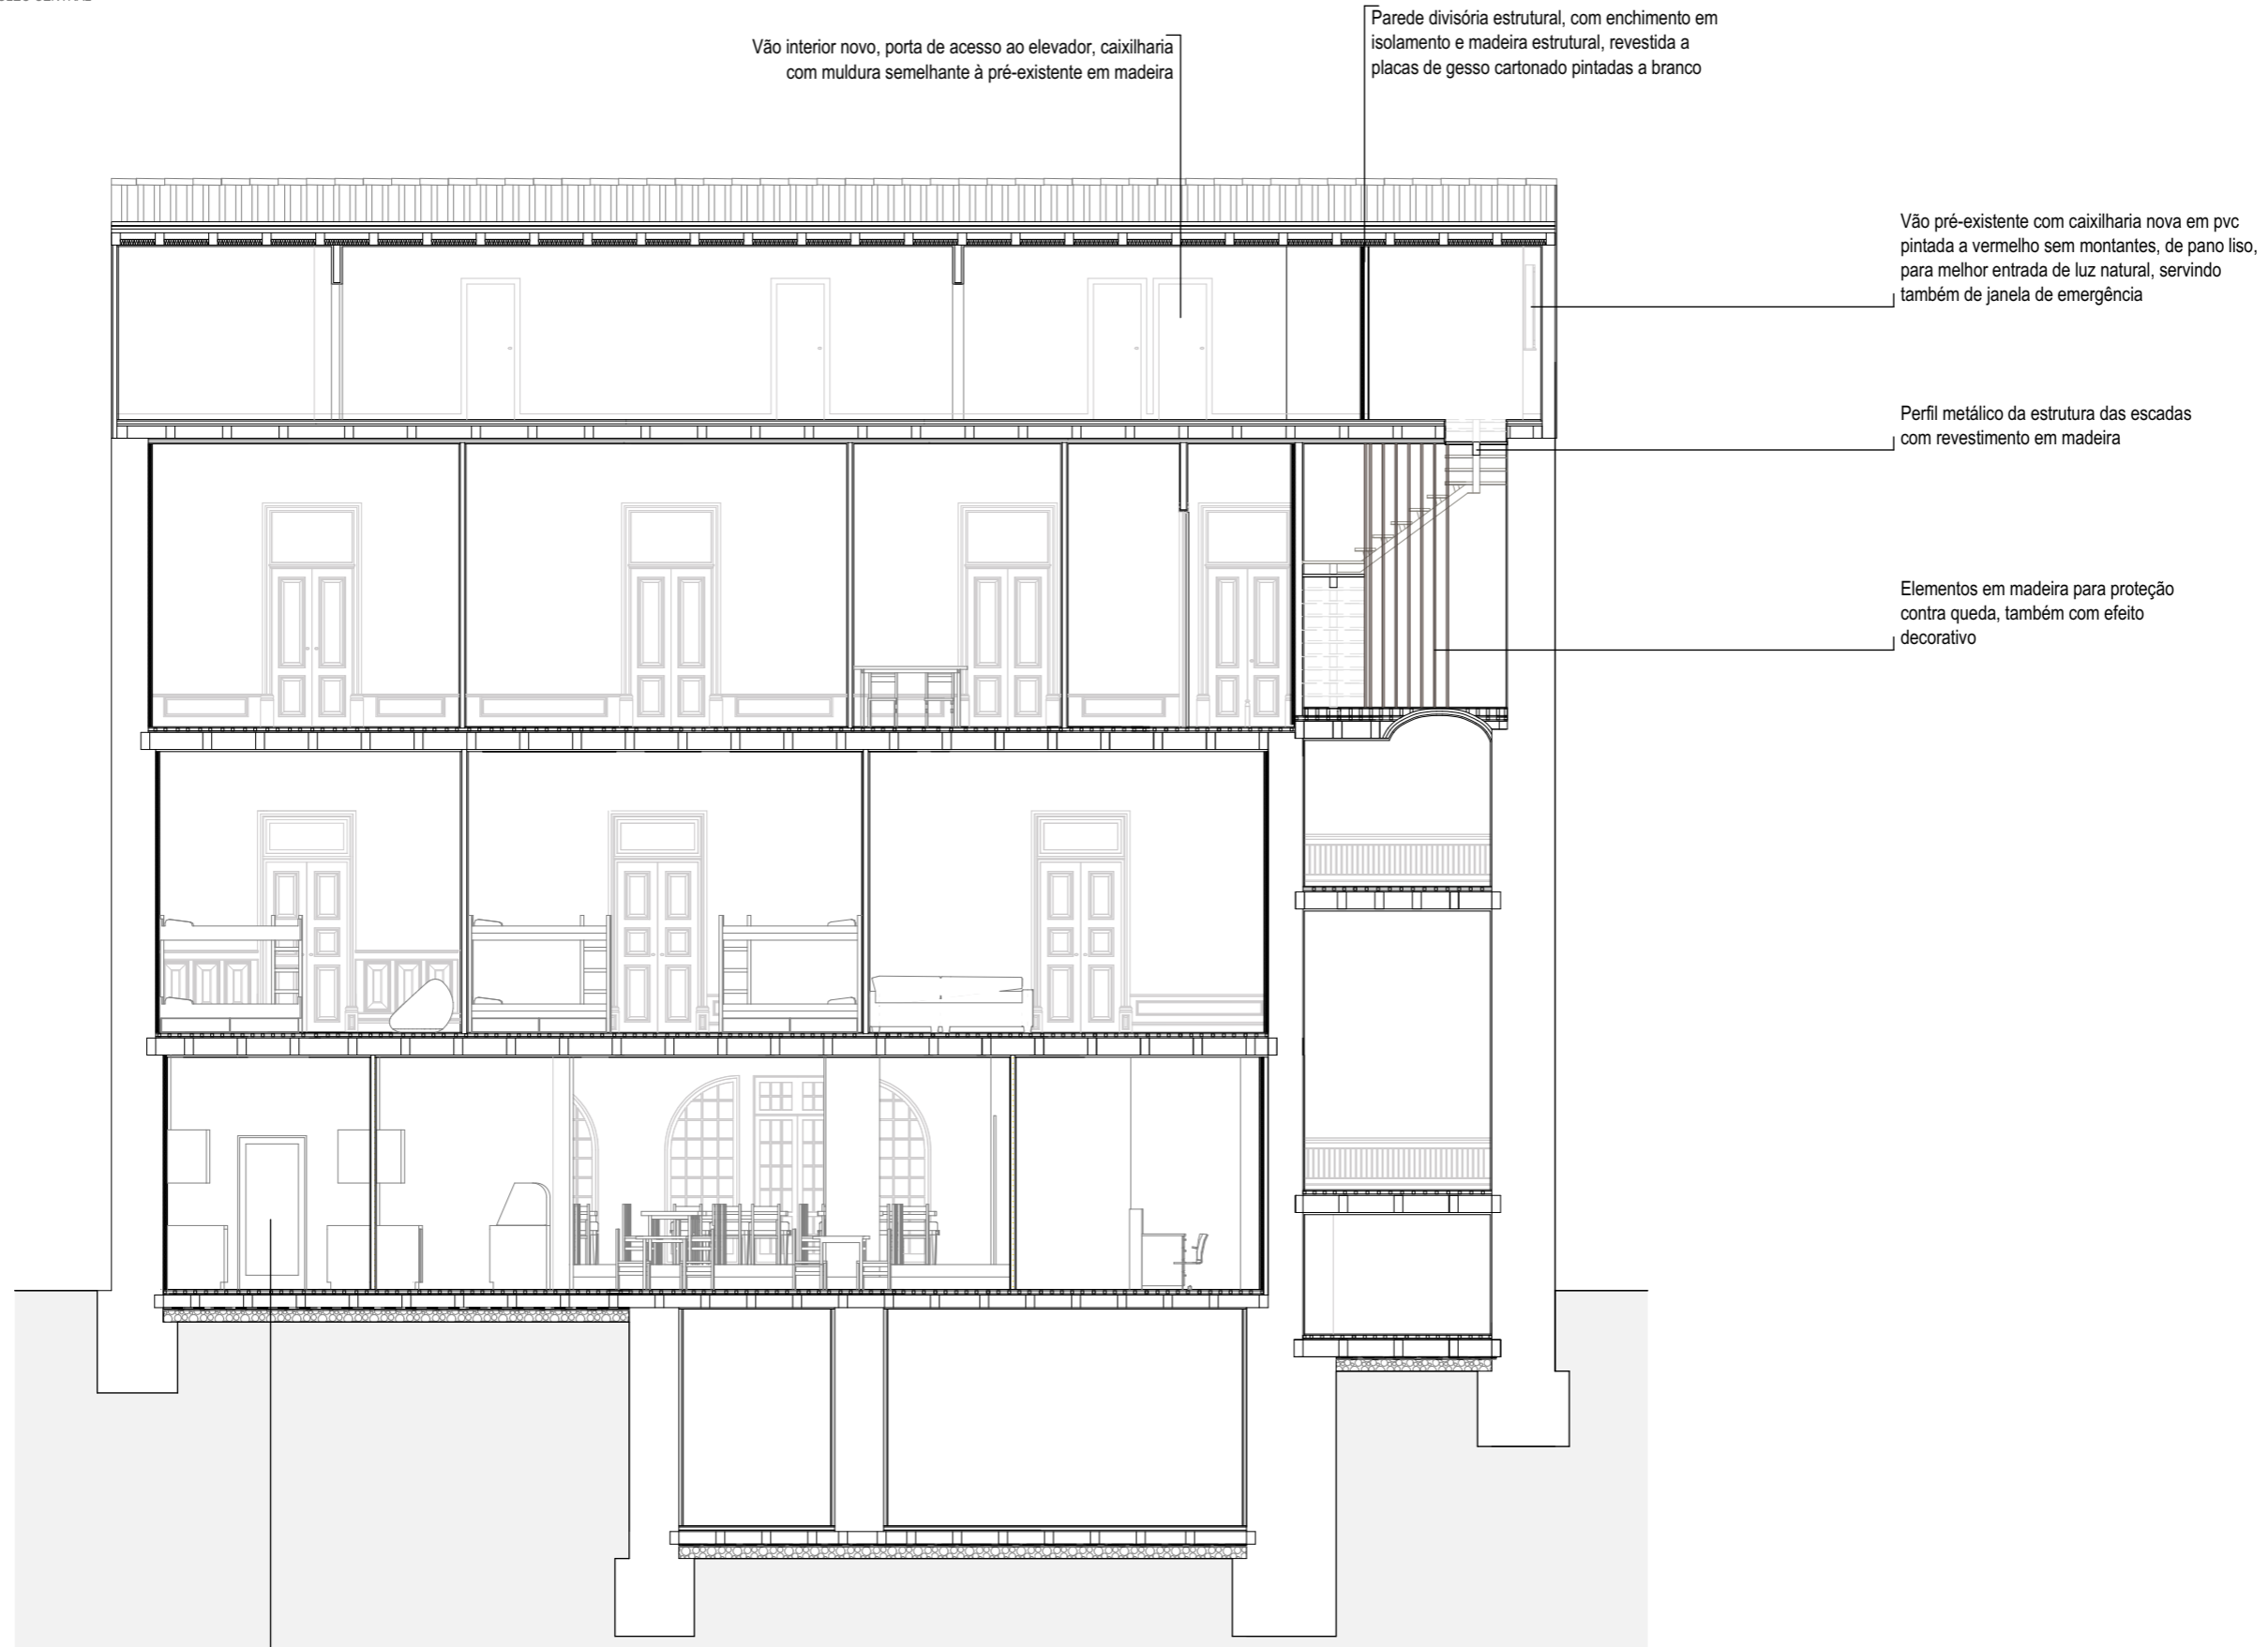 Vão interior novo, porta de acesso ao elevador, caixilharia
com muldura semelhante à pré-existente em madeira
Parede divisória estrutural, com enchimento em
isolamento e madeira estrutural, revestida a
placas de gesso cartonado pintadas a branco
Vão pré-existente com caixilharia nova em pvc
pintada a vermelho sem montantes, de pano liso,
para melhor entrada de luz natural, servindo
também de janela de emergência
Perfil metálico da estrutura das escadas
com revestimento em madeira
Elementos em madeira para proteção
contra queda, também com efeito
decorativo